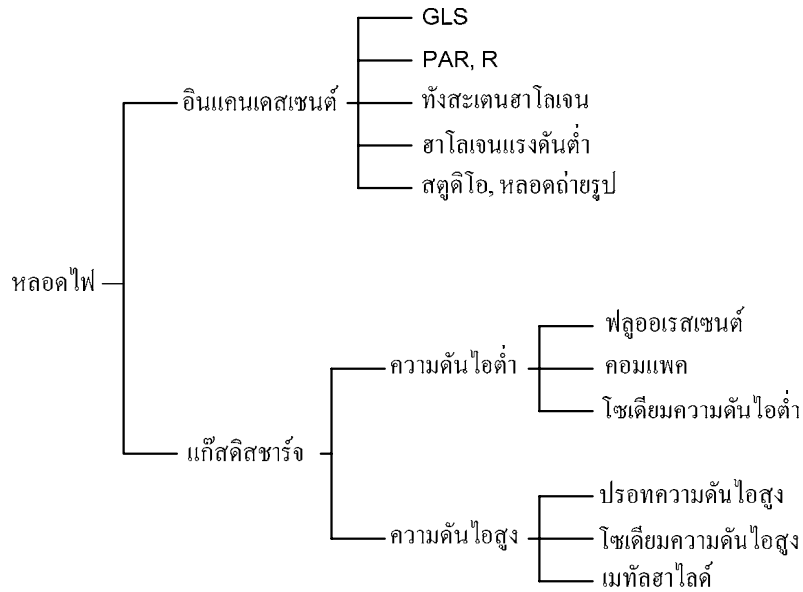 GLS
PAR, R
อินแคนเดสเซนต์
ทังสะเตนฮาโลเจน
ฮาโลเจนแรงดันต่ำ
สตูดิโอ, หลอดถ่ายรูป
หลอดไฟ
ฟลูออเรสเซนต์
ความดันไอต่ำ
คอมแพค
โซเดียมความดันไอต่ำ
แก๊สดิสชาร์จ
ปรอทความดันไอสูง
ความดันไอสูง
โซเดียมความดันไอสูง
เมทัลฮาไลด์